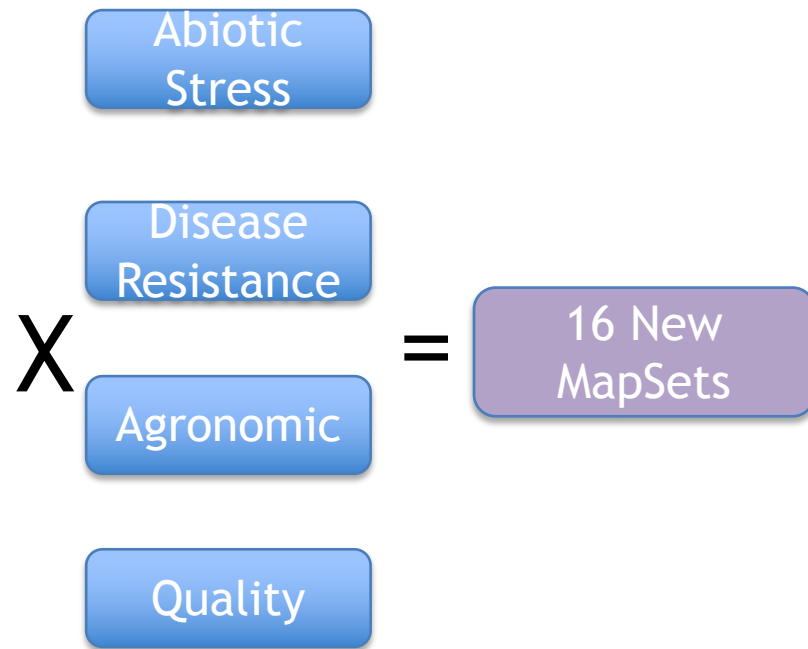 Abiotic
Stress
Disease
Resistance
X
Agronomic
Quality
=
16 New
MapSets